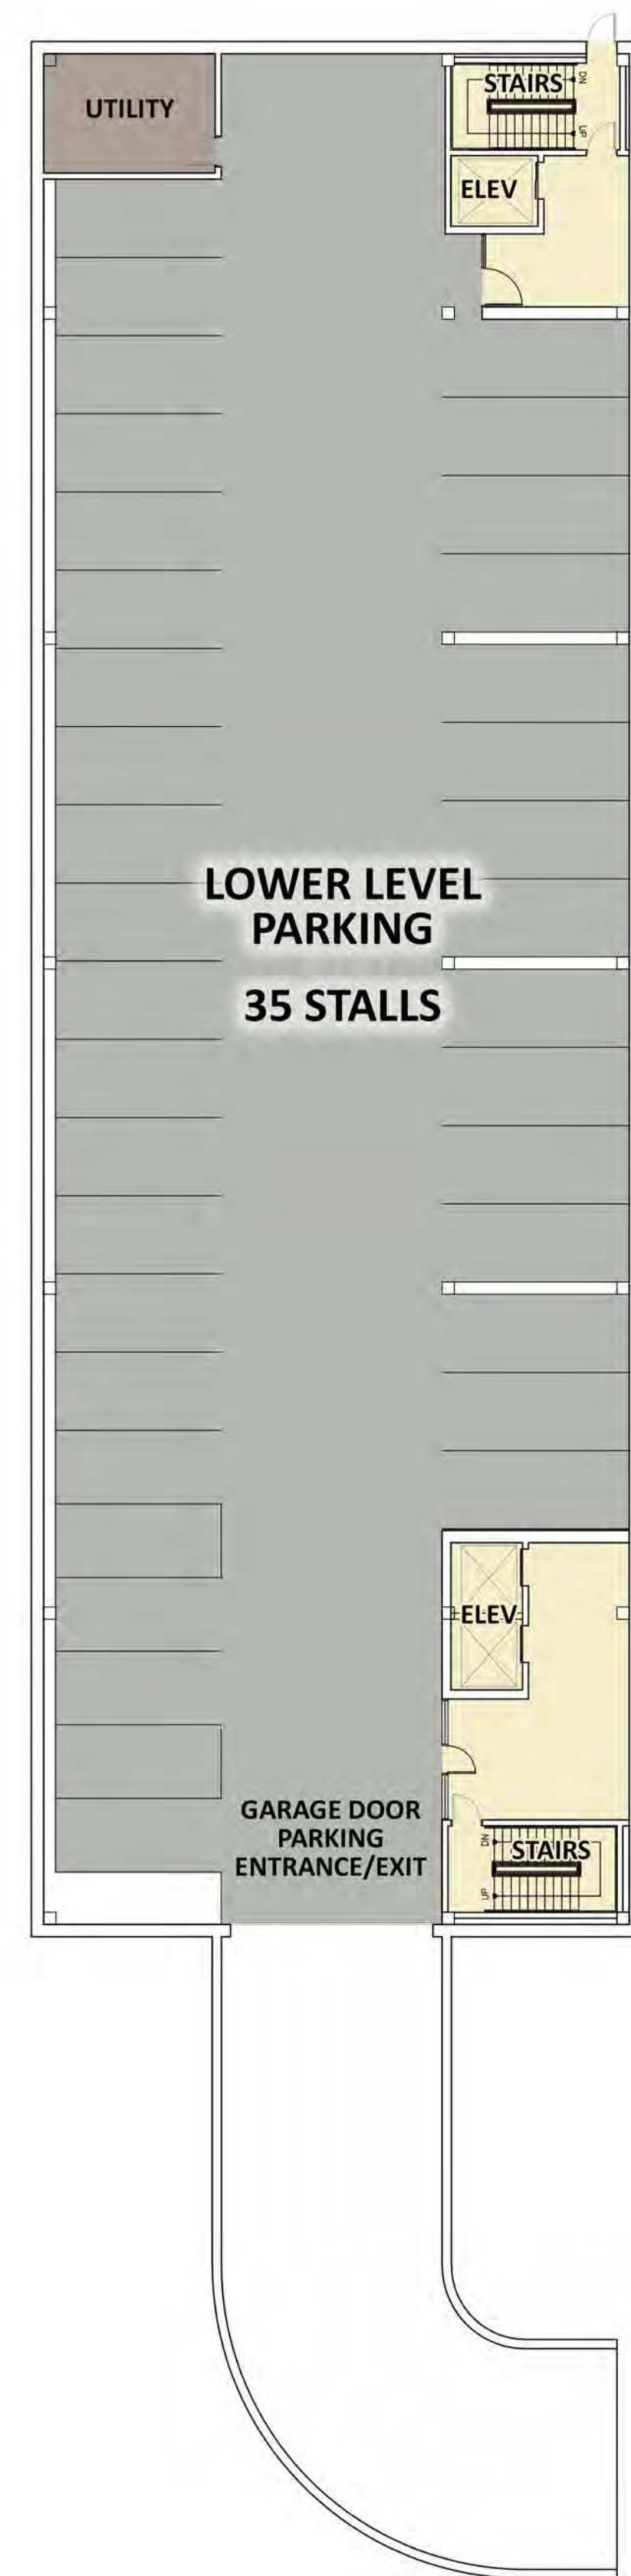 STAIRS
DN
UP
UTILITY
ELEV
LOWER LEVEL
PARKING
35 STALLS
ELEV
GARAGE DOOR
PARKING
ENTRANCE/EXIT
DN
STAIRS
UP